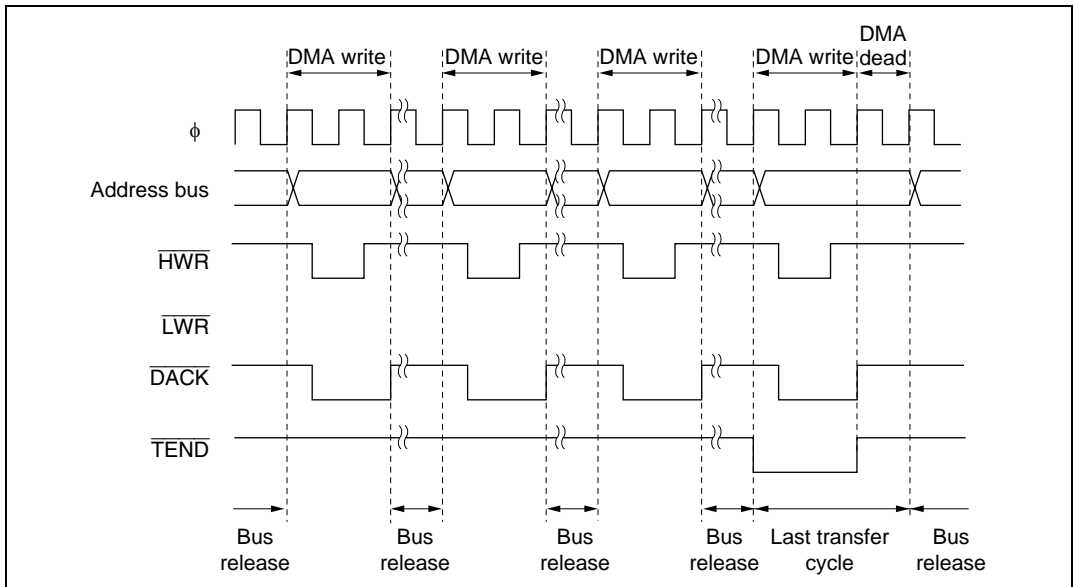 DMA write
DMA write
DMA write
DMA write
DMA
dead
φ
Address bus
HWR
LWR
DACK
TEND
Bus
release
Bus
release
Bus
release
Bus
release
Last transfer
cycle
Bus
release